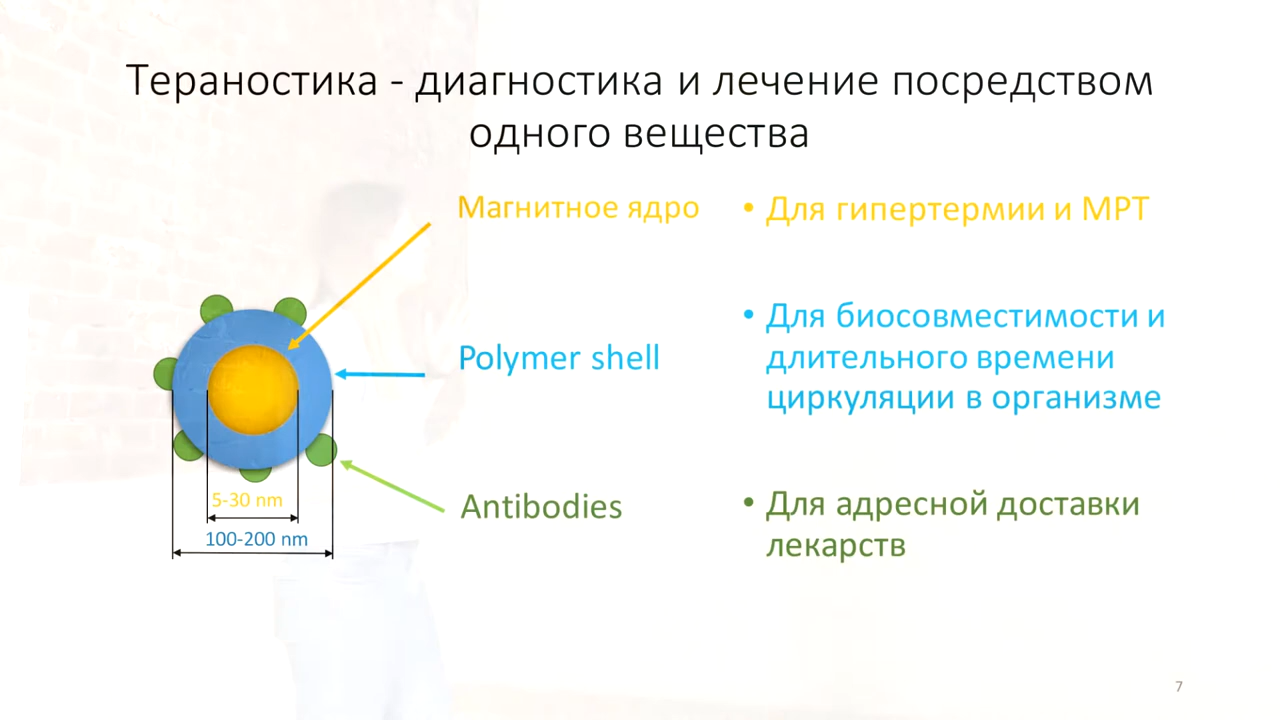 Тераностика - диагностика и лечение посредством
одного вещества
Магнитное ядро
• Для гипертермии и МРТ
Polymer shell
• Для биосовместимости и
длительного времени
циркуляции в организме
Antibodies
• Для адресной доставки
лекарств
5-30 nm
100-200 nm
7